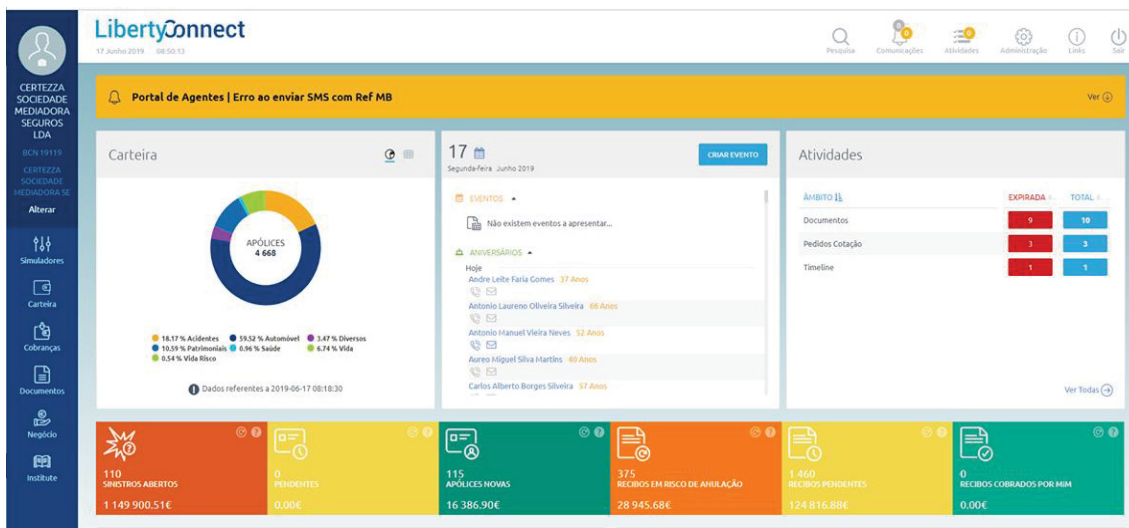 CERTEZZA
SOCIEDADE
MEDIADORA
SEGUROS
LDA
BCN 19119
CERTEZZA
SOCIEDADE
MEDIADORA SE
Alterar
Simuladores
Carteira
Cobranças
Documentos
Negócio
Institute
LibertyConnect
17 Junho 2019 08:50:13
Pesquisa
0
Comunicações
Atividades
Administração
Links
Sair
Portal de Agentes | Erro ao enviar SMS com Ref MB
Ver
Carteira
APÓLICES
4 668
18.17 % Acidentes 59.52 % Automóvel 3.47 % Diversos
10.59 % Patrimoniais 0.96 % Saúde 6.74 % Vida
0.54 % Vida Risco
Dados referentes a 2019-06-17 08:18:30
17
Segunda-feira Junho 2019
CRIAR EVENTO
EVENTOS
Não existem eventos a apresentar...
ANIVERSÁRIOS
Hoje
Andre Leite Faria Gomes 37 Anos
Antonio Laureno Oliveira Silveira 66 Anos
Antonio Manuel Vieira Neves 52 Anos
Aureo Miguel Silva Martins 40 Anos
Carlos Alberto Borges Silveira 57 Anos
Atividades
ÂMBITO EXPIRADA TOTAL
Documentos 9 10
Pedidos Cotação 3 3
Timeline 1 1
Ver Todas
110
SINISTROS ABERTOS
1 149 900.51€
0
PENDENTES
0.00€
115
APÓLICES NOVAS
16 386.90€
375
RECIBOS EM RISCO DE ANULAÇÃO
28 945.68€
1 460
RECIBOS PENDENTES
124 816.88€
0
RECIBOS COBRADOS POR MIM
0.00€